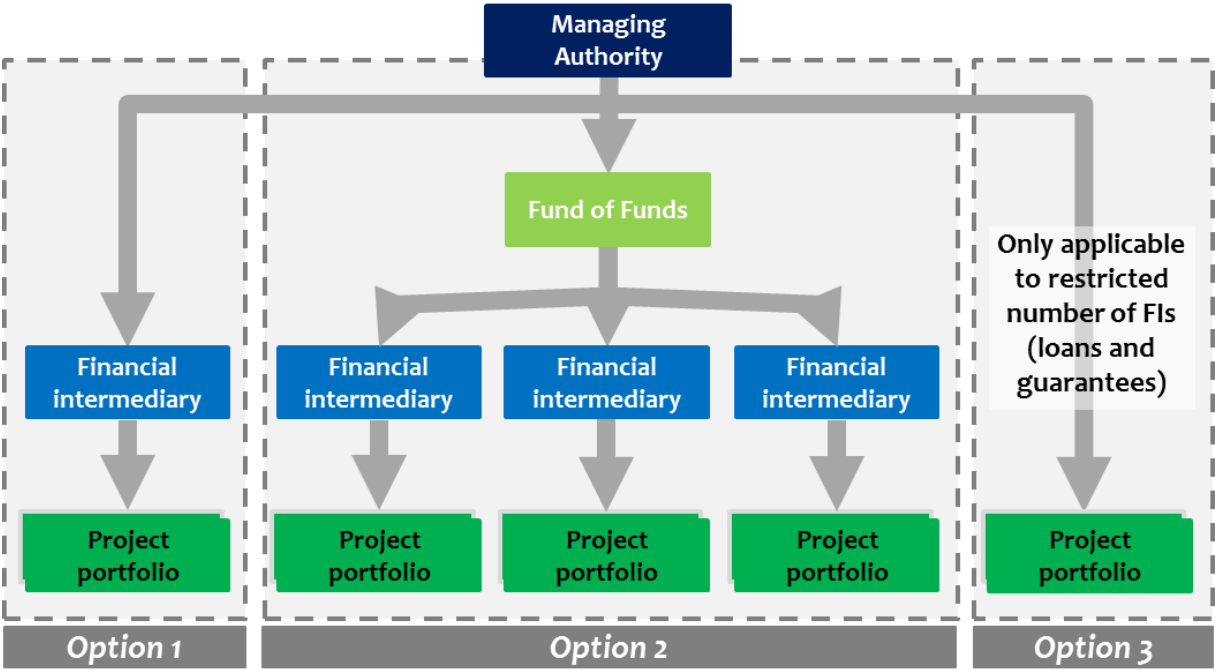 Managing
Authority
Fund of Funds
Only applicable
to restricted
number of FIs
(loans and
guarantees)
Financial
intermediary
Financial
intermediary
Financial
intermediary
Financial
intermediary
Project
portfolio
Project
portfolio
Project
portfolio
Project
portfolio
Project
portfolio
Option 1
Option 2
Option 3